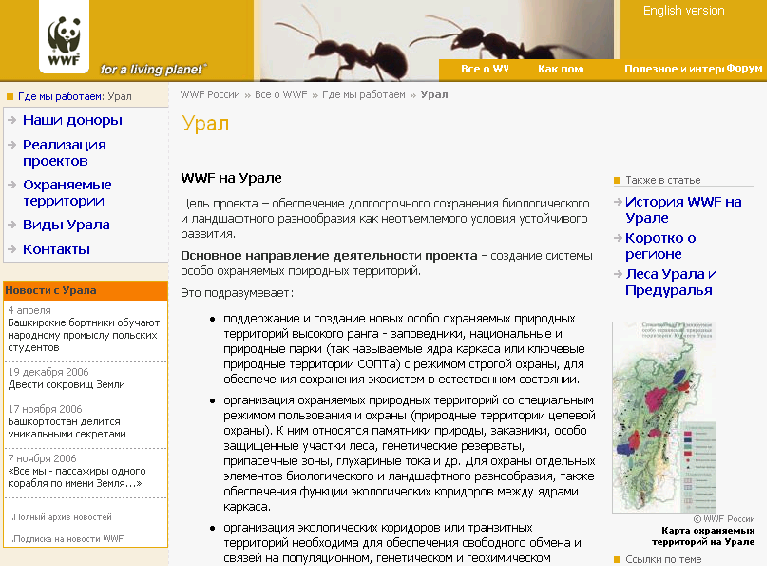 English version
WWF
for a living planet®
Все о WW
Как пом
Полезное и интере
Форум
Где мы работаем: Урал
Наши доноры
Реализация
проектов
Охраняемые
территории
Виды Урала
Контакты
Новости с Урала
4 апреля
Башкирские бортники обучают
народному промыслу польских
студентов
19 декабря 2006
Двести сокровищ Земли
17 ноября 2006
Башкортостан делится
уникальными секретами
7 ноября 2006
«Все мы - пассажиры одного
корабля по имени Земля...»
.Полный архив новостей
.Подписка на новости WWF
WWF России » Все о WWF » Где мы работаем » Урал
Урал
WWF на Урале
Цель проекта – обеспечение долгосрочного сохранения биологического
и ландшафтного разнообразия как неотъемлемого условия устойчивого
развития.
Основное направление деятельности проекта – создание системы
особо охраняемых природных территорий.
Это подразумевает:
поддержание и создание новых особо охраняемых природных
территорий высокого ранга - заповедники, национальные и
природные парки (так называемые ядра каркаса или ключевые
природные территории СОПТа) с режимом строгой охраны, для
обеспечения сохранения экосистем в естественном состоянии.
организация охраняемых природных территорий со специальным
режимом пользования и охраны (природные территории целевой
охраны). К ним относятся памятники природы, заказники, особо
защищенные участки леса, генетические резерваты,
припасечные зоны, глухариные тока и др. Для охраны отдельных
элементов биологического и ландшафтного разнообразия, также
обеспечения функции экологических коридоров между ядрами
каркаса.
организация экологических коридоров или транзитных
территорий необходима для обеспечения свободного обмена и
связей на популяционном, генетическом и геохимическом
Также в статье
История WWF на
Урале
Коротко о
регионе
Леса Урала и
Предуралья
© WWF России
Карта охраняемых
территорий на Урале
Ссылки по теме